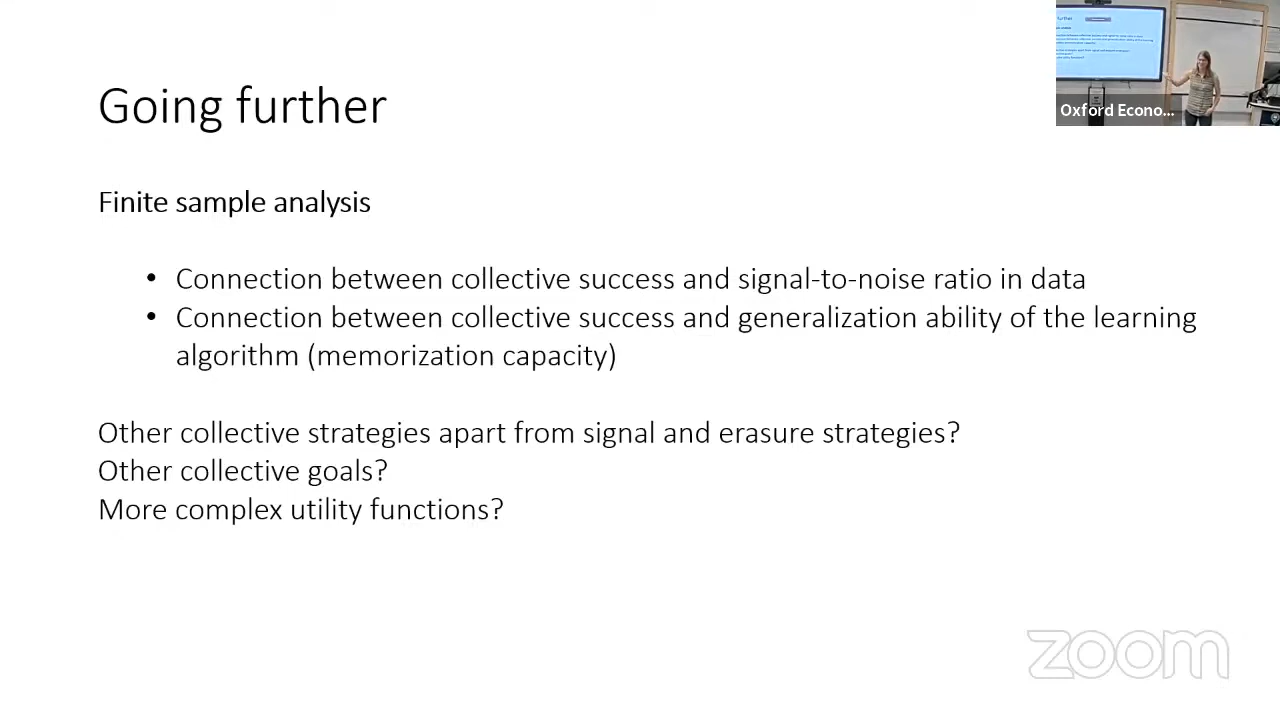 Going further
Oxford Econo...
Finite sample analysis
• Connection between collective success and signal-to-noise ratio in data
• Connection between collective success and generalization ability of the learning
algorithm (memorization capacity)
Other collective strategies apart from signal and erasure strategies?
Other collective goals?
More complex utility functions?
zoom